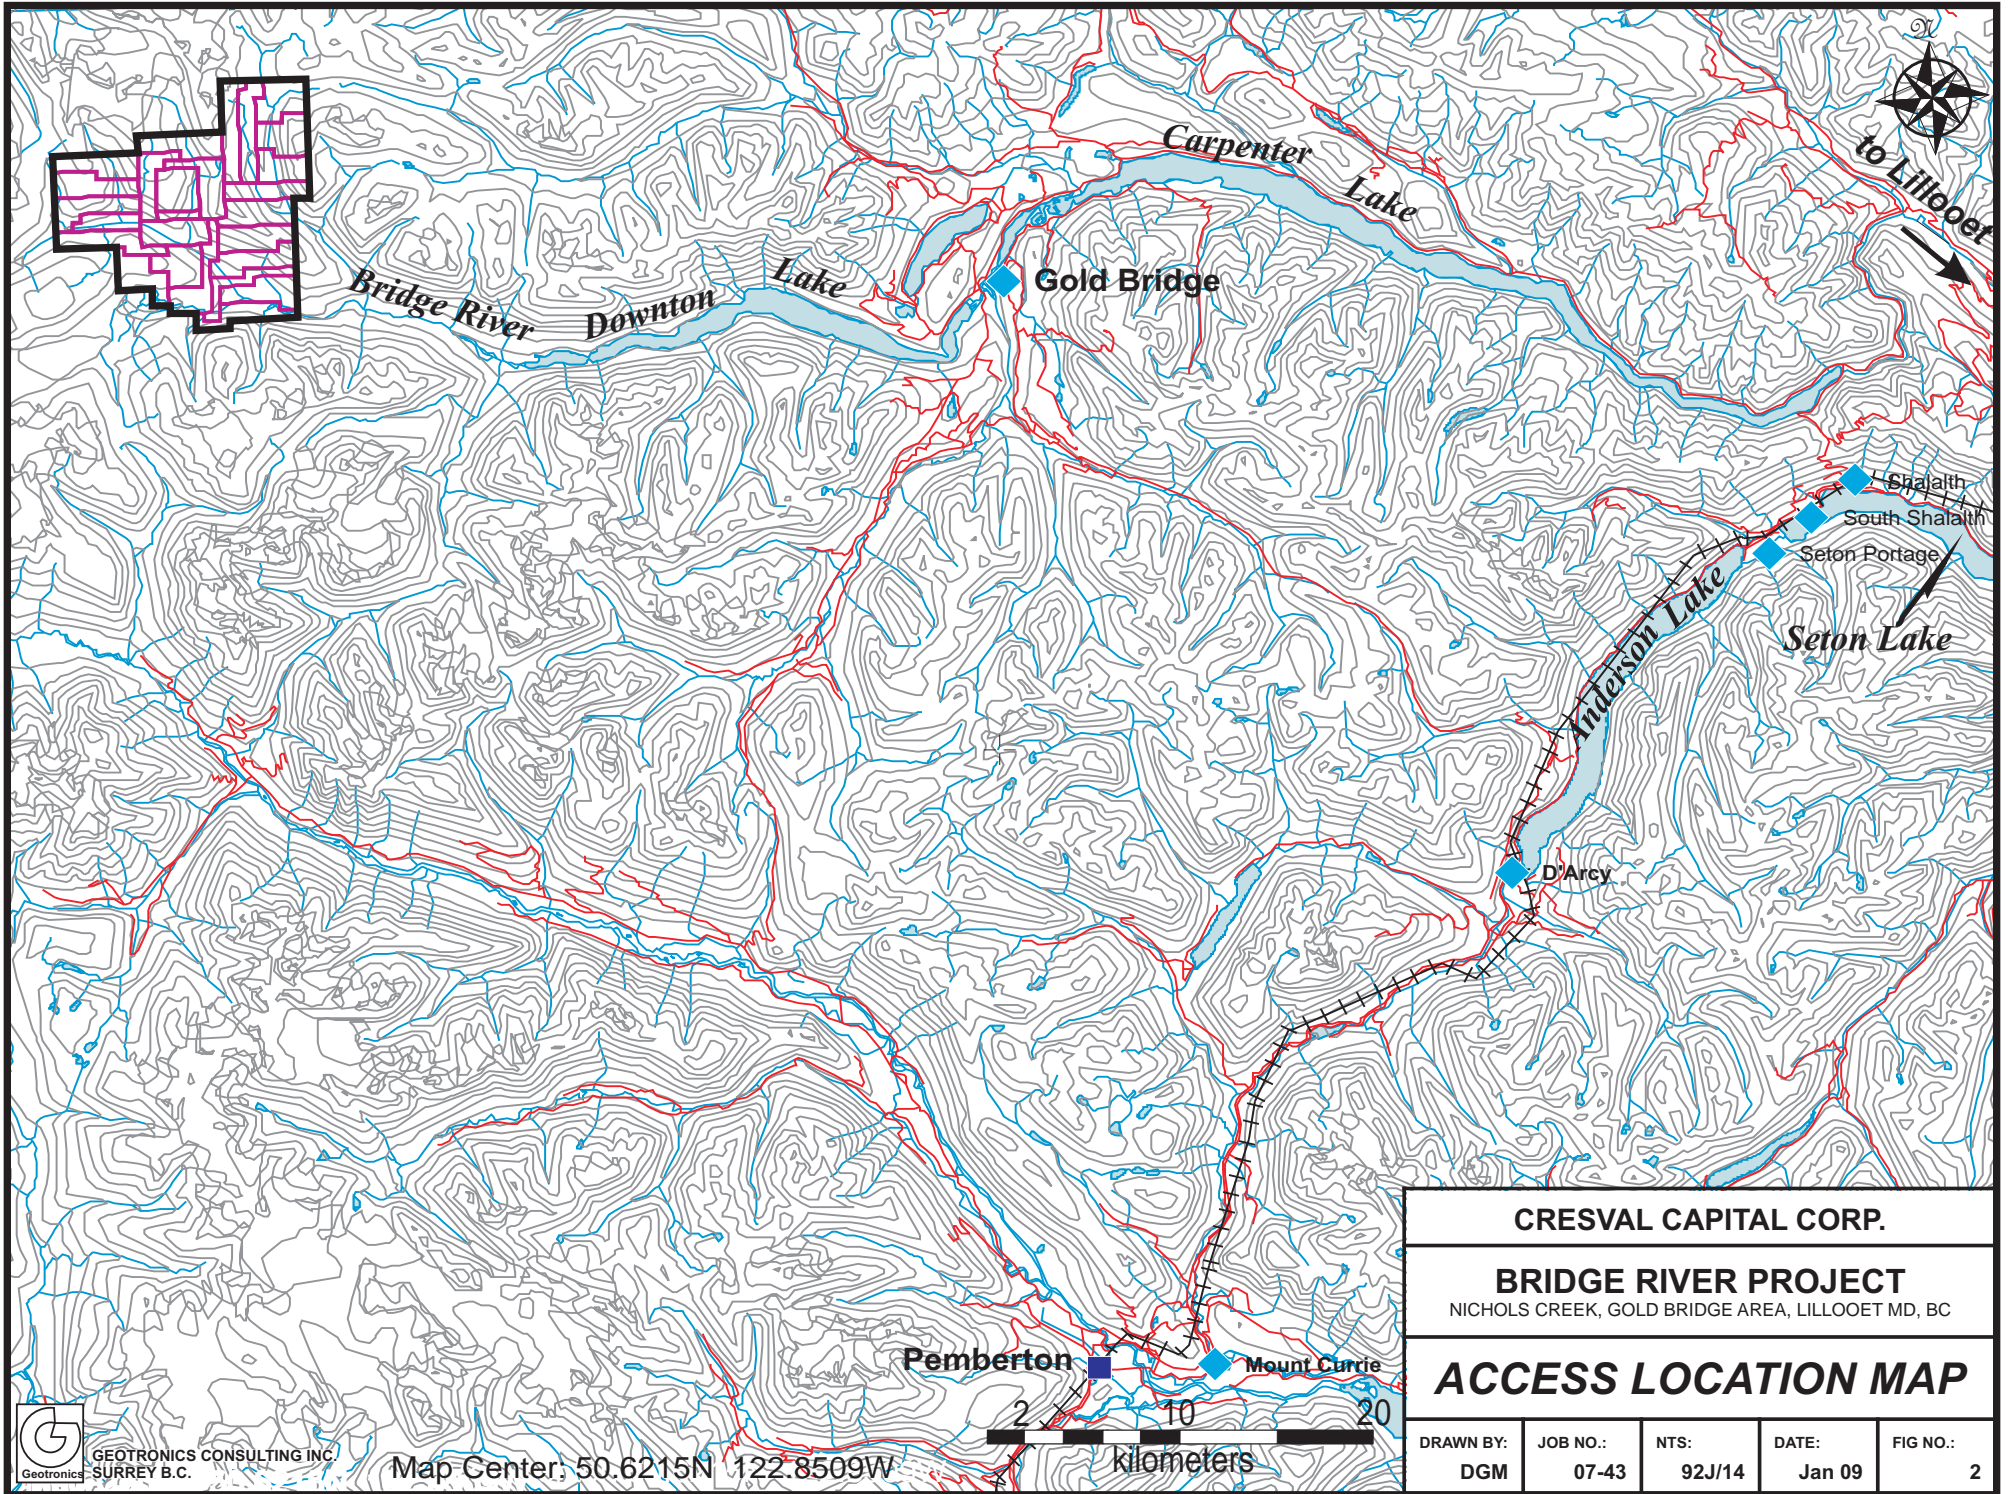 N
to Lillooet
Carpenter
Lake
Gold Bridge
Bridge River
Downton
Lake
Shalalth
South Shalalth
Seton Portage
Anderson Lake
Seton Lake
D'Arcy
Pemberton
Mount Currie
2 10 20
kilometers
Map Center: 50.6215N 122.8509W
Geotronics
GEOTRONICS CONSULTING INC.
SURREY B.C.
CRESVAL CAPITAL CORP.
BRIDGE RIVER PROJECT
NICHOLS CREEK, GOLD BRIDGE AREA, LILLOOET MD, BC
ACCESS LOCATION MAP
DRAWN BY: JOB NO.: NTS: DATE: FIG NO.:
DGM 07-43 92J/14 Jan 09 2